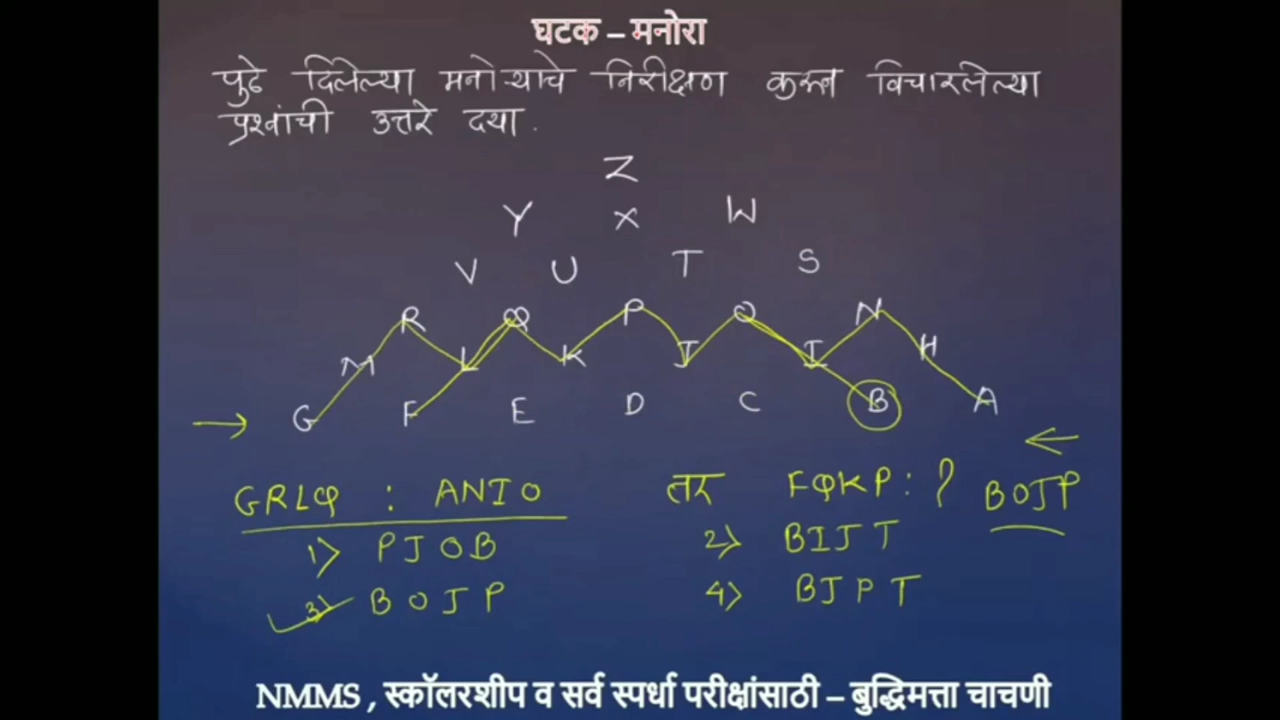 घटक – मनोरा
पुढे दिलेल्या मनोऱ्याचे निरीक्षण करून विचारलेल्या
प्रश्नांची उत्तरे दया.
Z
Y X W
V U T S
R Q P O N
M L K J I H
G F E D C B A
GRLQ : ANIO तर FQKP : ? BOJP
1) PJOB 2) BIJT
3) BOJP 4) BJPT
NMMS , स्कॉलरशीप व सर्व स्पर्धा परीक्षांसाठी – बुद्धिमत्ता चाचणी